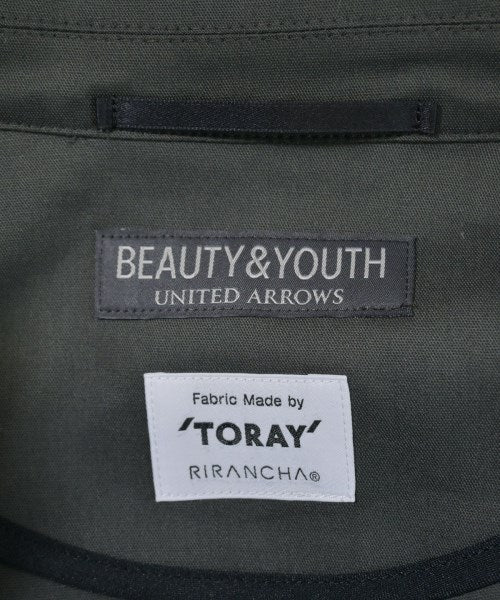 BEAUTY&YOUTH
UNITED ARROWS
Fabric Made by
'TORAY'
RIRANCHA®